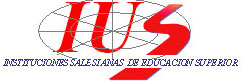 IUS
INSTITUCIONES SALESIANAS DE EDUCACION SUPERIOR